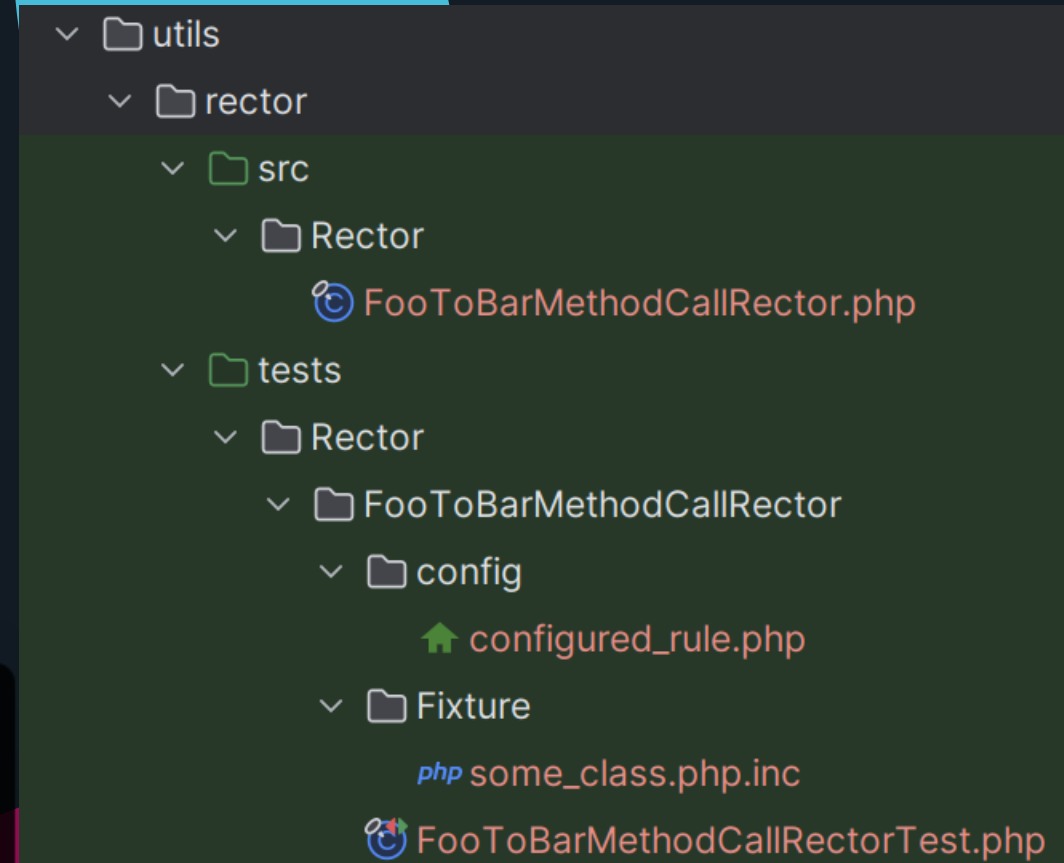 utils
rector
src
Rector
FooToBarMethodCallRector.php
tests
Rector
FooToBarMethodCallRector
config
configured_rule.php
Fixture
php some_class.php.inc
FooToBarMethodCallRectorTest.php